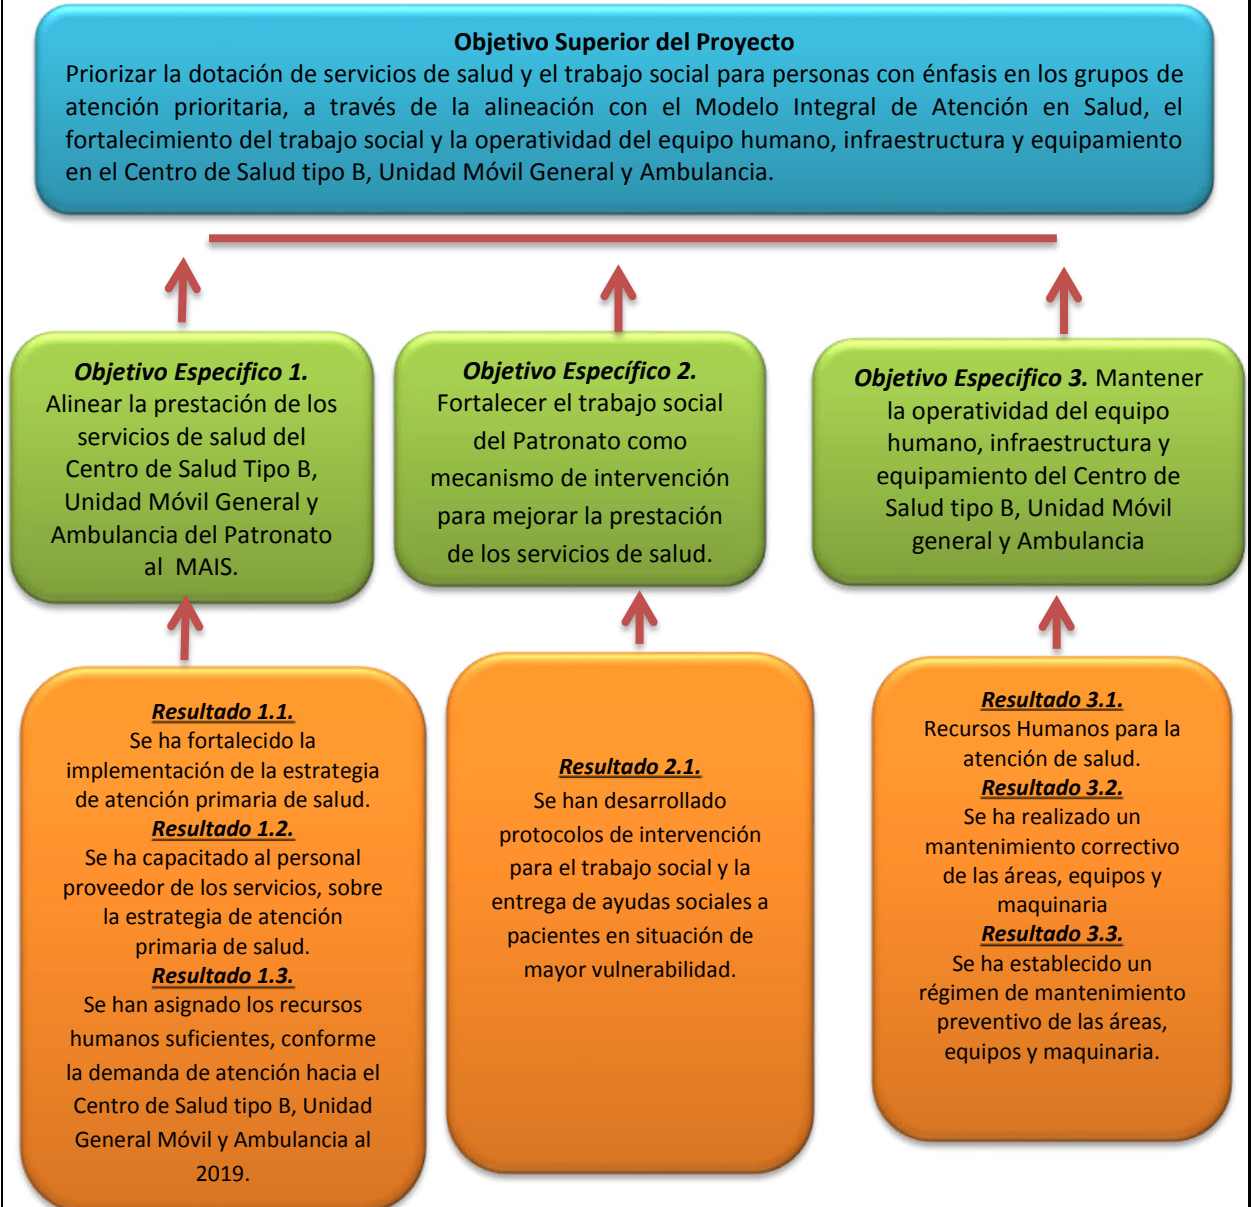 Objetivo Superior del Proyecto
Priorizar la dotación de servicios de salud y el trabajo social para personas con énfasis en los grupos de
atención prioritaria, a través de la alineación con el Modelo Integral de Atención en Salud, el
fortalecimiento del trabajo social y la operatividad del equipo humano, infraestructura y equipamiento
en el Centro de Salud tipo B, Unidad Móvil General y Ambulancia.
Objetivo Especifico 1.
Alinear la prestación de los
servicios de salud del
Centro de Salud Tipo B,
Unidad Móvil General y
Ambulancia del Patronato
al MAIS.
Objetivo Específico 2.
Fortalecer el trabajo social
del Patronato como
mecanismo de intervención
para mejorar la prestación
de los servicios de salud.
Objetivo Especifico 3. Mantener
la operatividad del equipo
humano, infraestructura y
equipamiento del Centro de
Salud tipo B, Unidad Móvil
general y Ambulancia
Resultado 1.1.
Se ha fortalecido la
implementación de la estrategia
de atención primaria de salud.
Resultado 1.2.
Se ha capacitado al personal
proveedor de los servicios, sobre
la estrategia de atención
primaria de salud.
Resultado 1.3.
Se han asignado los recursos
humanos suficientes, conforme
la demanda de atención hacia el
Centro de Salud tipo B, Unidad
General Móvil y Ambulancia al
2019.
Resultado 2.1.
Se han desarrollado
protocolos de intervención
para el trabajo social y la
entrega de ayudas sociales a
pacientes en situación de
mayor vulnerabilidad.
Resultado 3.1.
Recursos Humanos para la
atención de salud.
Resultado 3.2.
Se ha realizado un
mantenimiento correctivo
de las áreas, equipos y
maquinaria
Resultado 3.3.
Se ha establecido un
régimen de mantenimiento
preventivo de las áreas,
equipos y maquinaria.